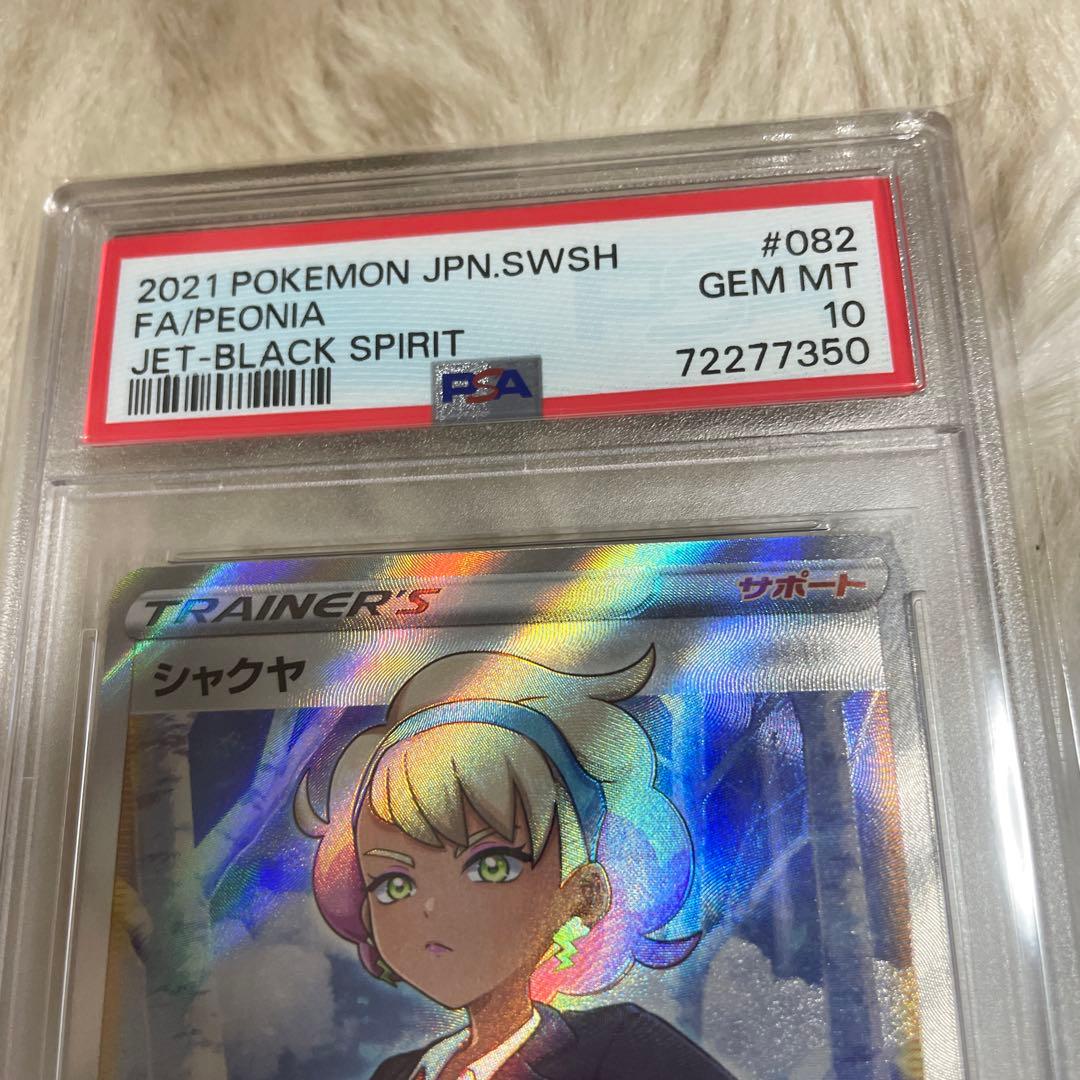 2021 POKEMON JPN.SWSH #082
FA/PEONIA GEM MT
JET-BLACK SPIRIT 10
72277350
PSA
TRAINER'S サポート
シャクヤ